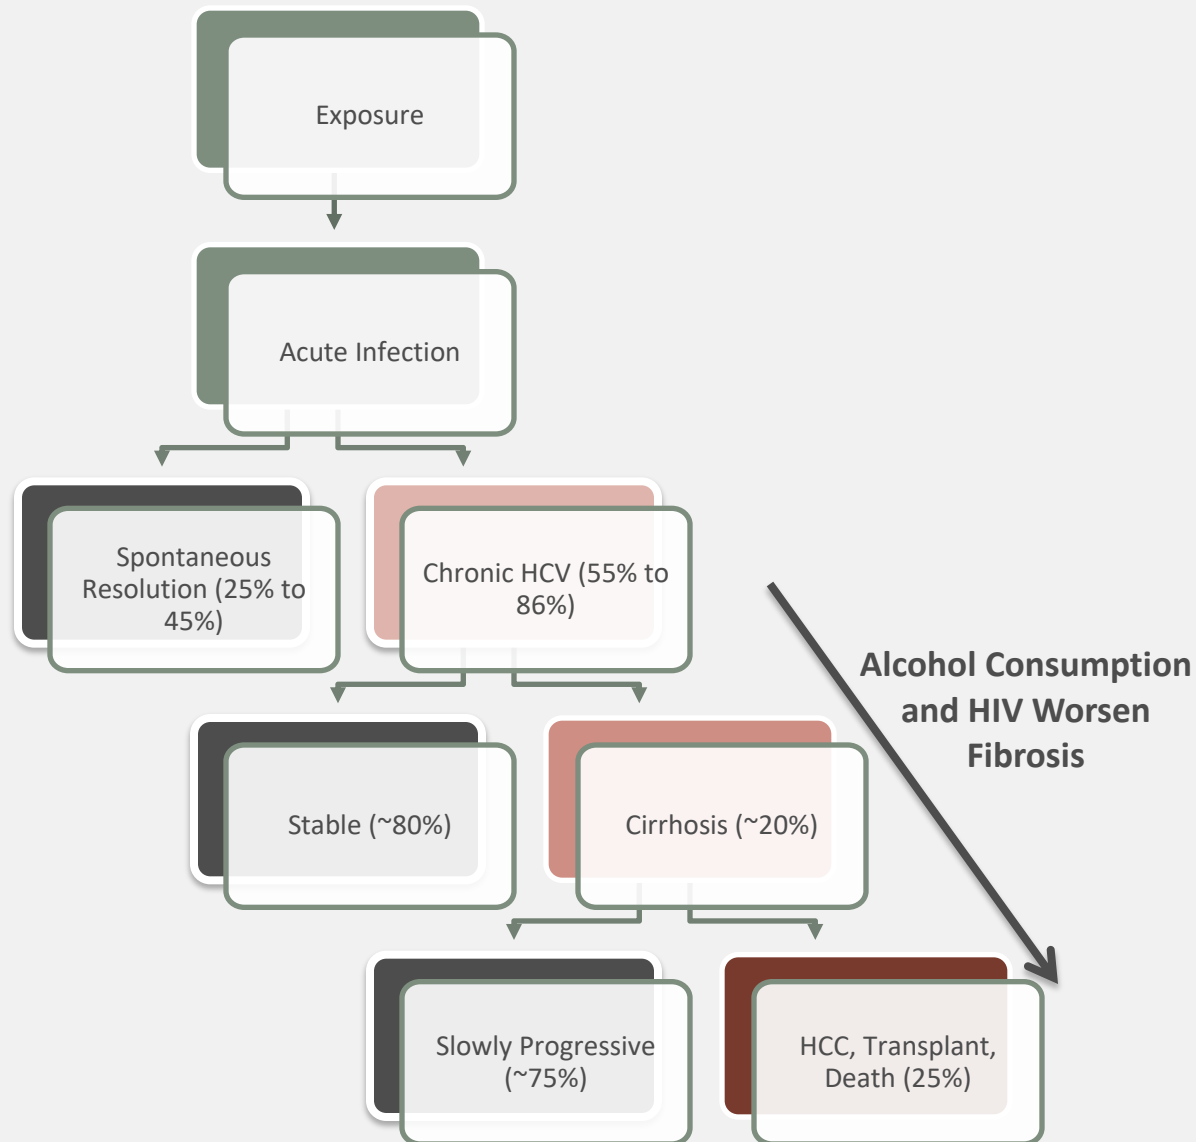 Exposure
Acute Infection
Spontaneous
Resolution (25% to
45%)
Chronic HCV (55% to
86%)
Alcohol Consumption
and HIV Worsen
Fibrosis
Stable (~80%)
Cirrhosis (~20%)
Slowly Progressive
(~75%)
HCC, Transplant,
Death (25%)